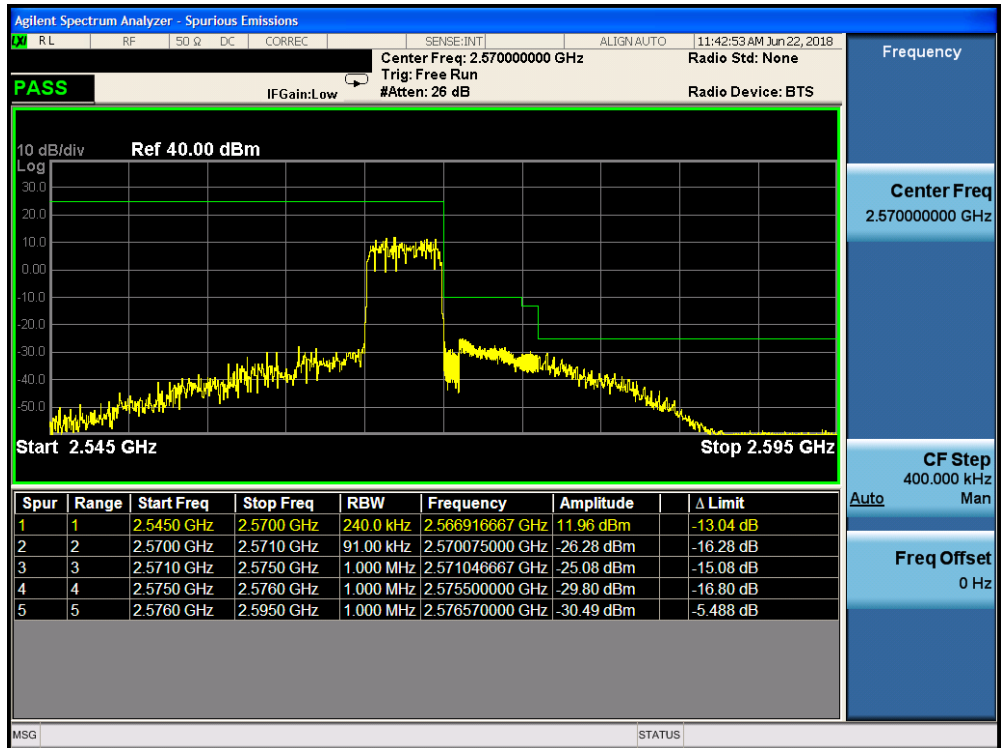 Agilent Spectrum Analyzer - Spurious Emissions
LXI RL RF 50 Ω DC CORREC SENSE:INT ALIGN AUTO 11:42:53 AM Jun 22, 2018
Center Freq: 2.570000000 GHz Radio Std: None
Trig: Free Run
PASS IFGain:Low #Atten: 26 dB Radio Device: BTS
10 dB/div Ref 40.00 dBm
Log
30.0
20.0
10.0
0.00
-10.0
-20.0
-30.0
-40.0
-50.0
Start 2.545 GHz Stop 2.595 GHz
Spur Range Start Freq Stop Freq RBW Frequency Amplitude Δ Limit
1 1 2.5450 GHz 2.5700 GHz 240.0 kHz 2.566916667 GHz 11.96 dBm -13.04 dB
2 2 2.5700 GHz 2.5710 GHz 91.00 kHz 2.570075000 GHz -26.28 dBm -16.28 dB
3 3 2.5710 GHz 2.5750 GHz 1.000 MHz 2.571046667 GHz -25.08 dBm -15.08 dB
4 4 2.5750 GHz 2.5760 GHz 1.000 MHz 2.575500000 GHz -29.80 dBm -16.80 dB
5 5 2.5760 GHz 2.5950 GHz 1.000 MHz 2.576570000 GHz -30.49 dBm -5.488 dB
MSG STATUS
Frequency
Center Freq
2.570000000 GHz
CF Step
400.000 kHz
Auto Man
Freq Offset
0 Hz